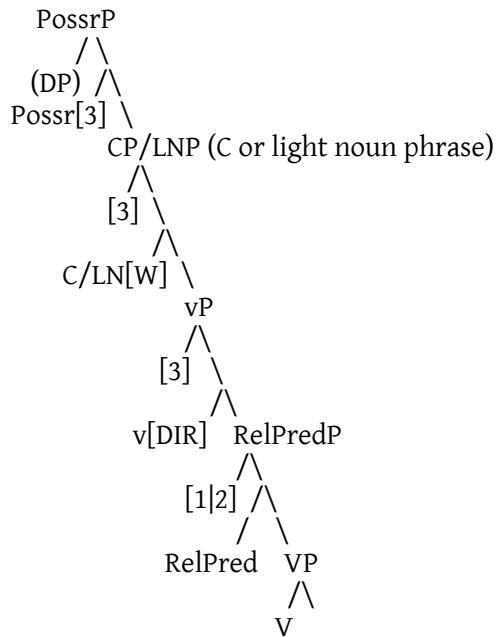 PossrP
(DP)
Possr[3]
CP/LNP (C or light noun phrase)
[3]
C/LN[W]
vP
[3]
v[DIR] RelPredP
[1|2]
RelPred VP
V